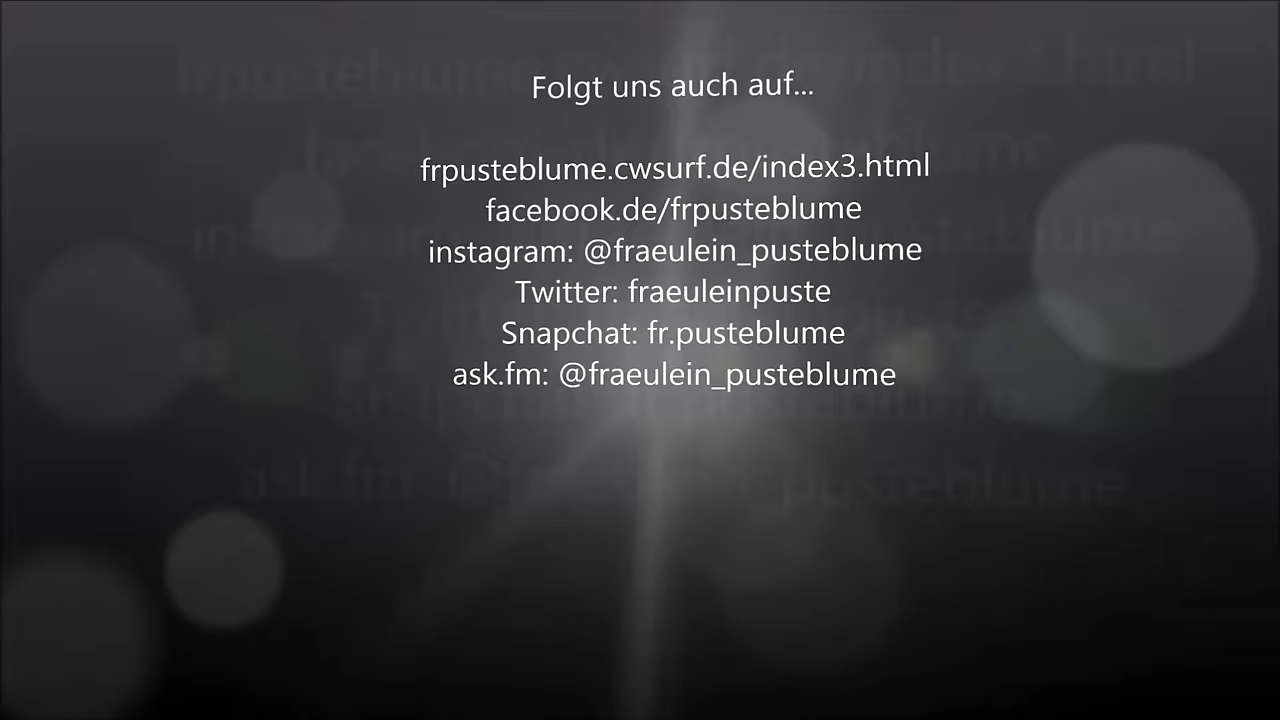 Folgt uns auch auf...
frpusteblume.cwsurf.de/index3.html
facebook.de/frpusteblume
instagram: @fraeulein_pusteblume
Twitter: fraeuleinpuste
Snapchat: fr.pusteblume
ask.fm: @fraeulein_pusteblume